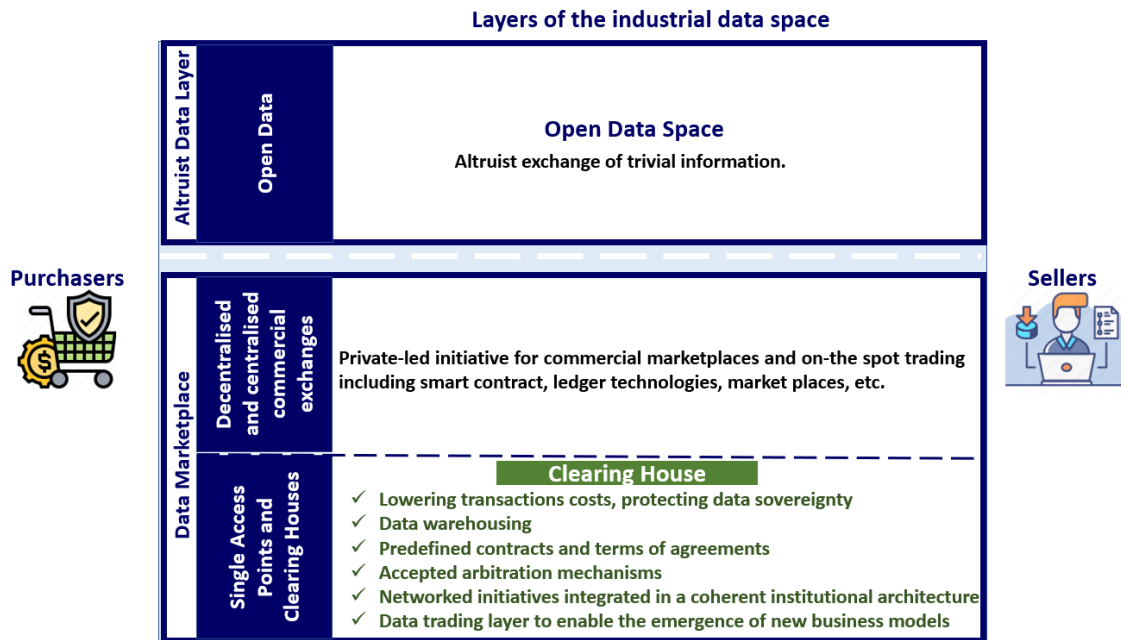 Layers of the industrial data space
Altruist Data Layer
Open Data
Open Data Space
Altruist exchange of trivial information.
Purchasers
Sellers
Data Marketplace
Decentralised
and centralised
commercial
exchanges
Private-led initiative for commercial marketplaces and on-the spot trading
including smart contract, ledger technologies, market places, etc.
Single Access
Points and
Clearing Houses
Clearing House
✓ Lowering transactions costs, protecting data sovereignty
✓ Data warehousing
✓ Predefined contracts and terms of agreements
✓ Accepted arbitration mechanisms
✓ Networked initiatives integrated in a coherent institutional architecture
✓ Data trading layer to enable the emergence of new business models